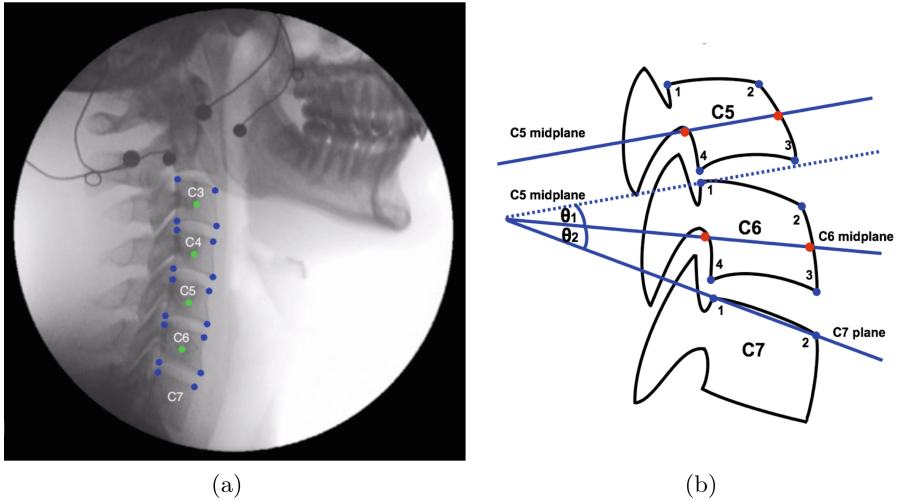 C3
C4
C5
C6
C7
C5
1
2
3
4
C5 midplane
C5 midplane
θ1
θ2
C6
1
2
3
4
C6 midplane
C7
1
2
C7 plane
(a)
(b)